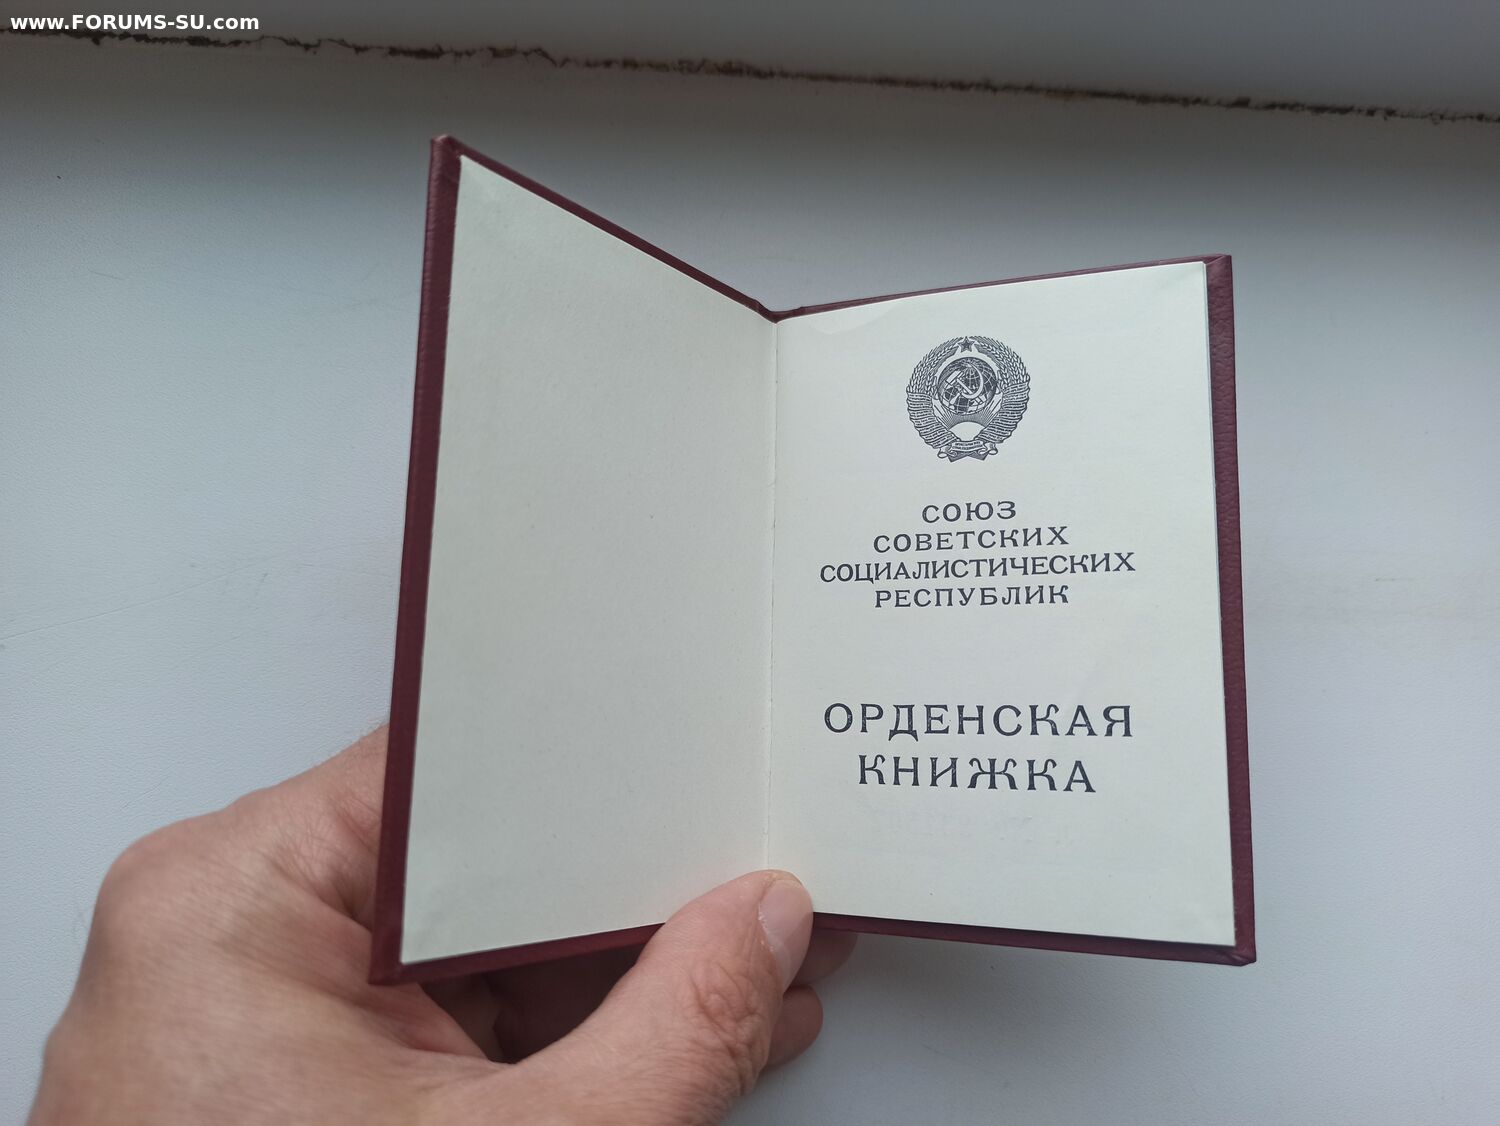 www.FORUMS-SU.com
СОЮЗ
СОВЕТСКИХ
СОЦИАЛИСТИЧЕСКИХ
РЕСПУБЛИК
ОРДЕНСКАЯ
КНИЖКА